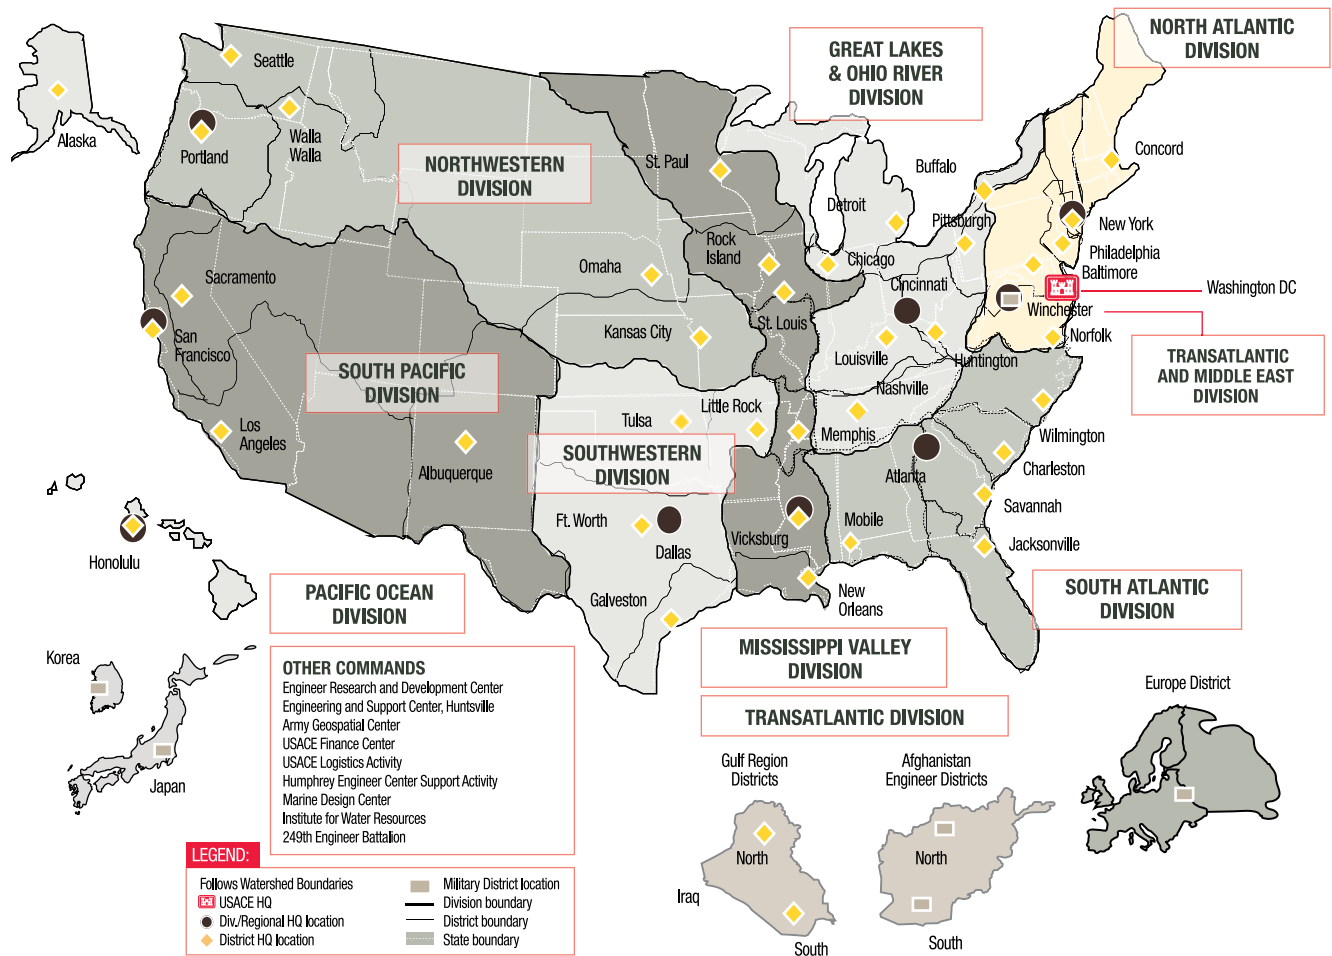 GREAT LAKES
& OHIO RIVER
DIVISION
NORTH ATLANTIC
DIVISION
Seattle
Alaska
Walla
Walla
Portland
NORTHWESTERN
DIVISION
St. Paul
Buffalo
Concord
Detroit
Pittsburgh
New York
Rock
Island
Philadelphia
Baltimore
Omaha
Chicago
Cincinnati
Washington DC
Sacramento
Winchester
San
Francisco
Kansas City
St. Louis
Norfolk
Louisville
Huntington
TRANSATLANTIC
AND MIDDLE EAST
DIVISION
SOUTH PACIFIC
DIVISION
Nashville
Little Rock
Tulsa
Memphis
Los
Angeles
Wilmington
SOUTHWESTERN
DIVISION
Albuquerque
Atlanta
Charleston
Savannah
Ft. Worth
Mobile
Vicksburg
Dallas
Jacksonville
Honolulu
Galveston
New
Orleans
PACIFIC OCEAN
DIVISION
SOUTH ATLANTIC
DIVISION
MISSISSIPPI VALLEY
DIVISION
Korea
Japan
OTHER COMMANDS
Engineer Research and Development Center
Engineering and Support Center, Huntsville
Army Geospatial Center
USACE Finance Center
USACE Logistics Activity
Humphrey Engineer Center Support Activity
Marine Design Center
Institute for Water Resources
249th Engineer Battalion
TRANSATLANTIC DIVISION
Europe District
Gulf Region
Districts
Afghanistan
Engineer Districts
North
Iraq
South
North
South
LEGEND:
Follows Watershed Boundaries
USACE HQ
Div./Regional HQ location
District HQ location
Military District location
Division boundary
District boundary
State boundary